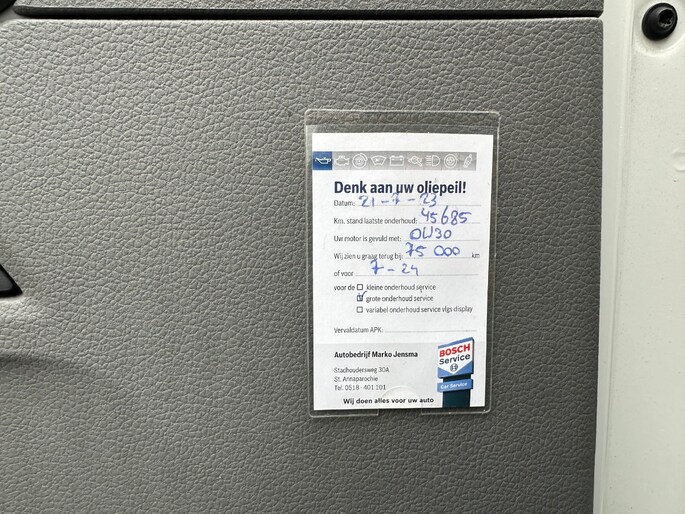 Denk aan uw oliepeil!
Datum: 21-7-23
Km. stand laatste onderhoud: 45685
Uw motor is gevuld met: 0W30
Wij zien u graag terug bij: 75 000 km
of voor 7-24
voor de kleine onderhoud service
grote onderhoud service
variabel onderhoud service vlgs display
Vervaldatum APK:
Autobedrijf Marko Jensma
Stadhoudersweg 30A
St. Annaparochie
Tel. 0518 - 401 101
BOSCH
Service
Car Service
Wij doen alles voor uw auto